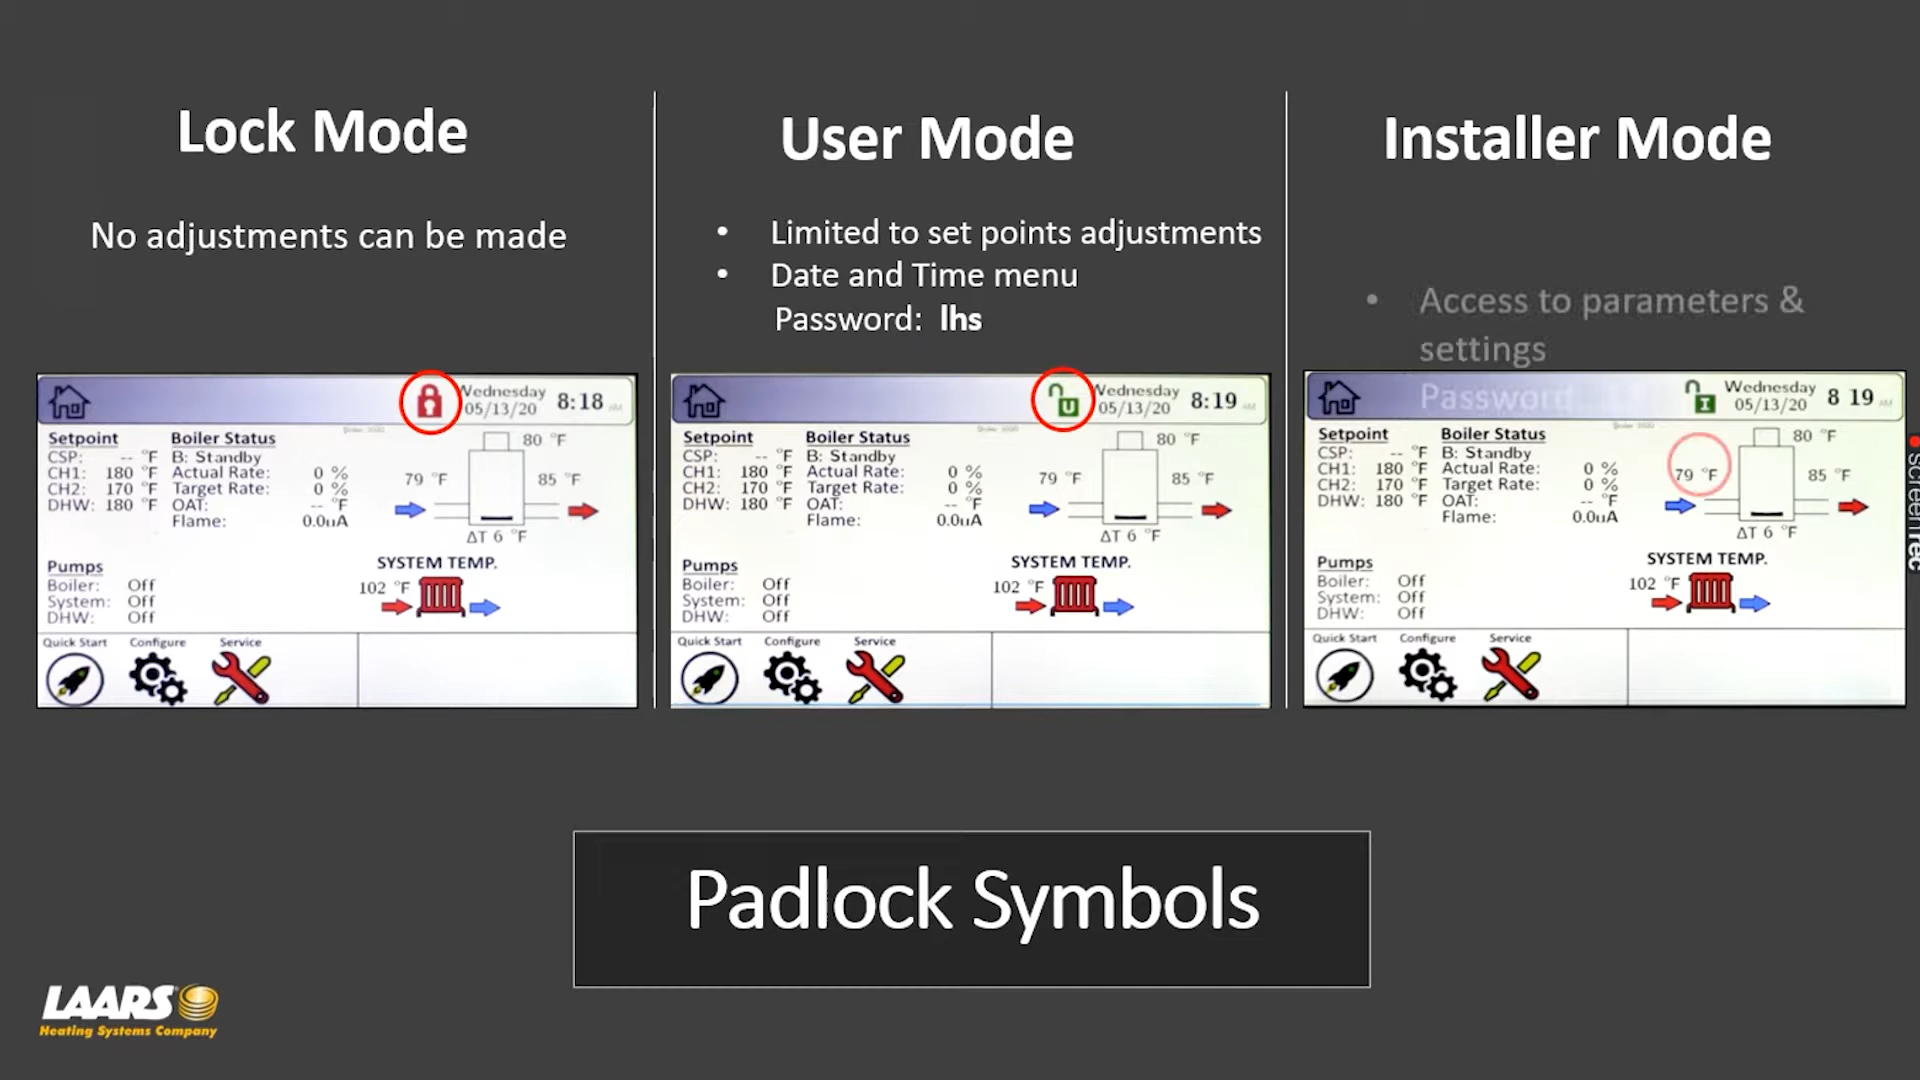 Lock Mode
No adjustments can be made
Wednesday
05/13/20
8:18 AM
Setpoint
CSP: -- °F
CH1: 180 °F
CH2: 170 °F
DHW: 180 °F
Boiler Status
B: Standby
Actual Rate: 0 %
Target Rate: 0 %
OAT: -- °F
Flame: 0.0uA
80 °F
79 °F
85 °F
ΔT 6 °F
Pumps
Boiler: Off
System: Off
DHW: Off
SYSTEM TEMP.
102 °F
Quick Start Configure Service
User Mode
• Limited to set points adjustments
• Date and Time menu
Password: lhs
U
Wednesday
05/13/20
8:19 AM
Setpoint
CSP: -- °F
CH1: 180 °F
CH2: 170 °F
DHW: 180 °F
Boiler Status
B: Standby
Actual Rate: 0 %
Target Rate: 0 %
OAT: -- °F
Flame: 0.0uA
80 °F
79 °F
85 °F
ΔT 6 °F
Pumps
Boiler: Off
System: Off
DHW: Off
SYSTEM TEMP.
102 °F
Quick Start Configure Service
Installer Mode
• Access to parameters &
settings
Password
I
Wednesday
05/13/20
8 19 AM
Setpoint
CSP: -- °F
CH1: 180 °F
CH2: 170 °F
DHW: 180 °F
Boiler Status
B: Standby
Actual Rate: 0 %
Target Rate: 0 %
OAT: -- °F
Flame: 0.0uA
80 °F
79 °F
85 °F
ΔT 6 °F
Pumps
Boiler: Off
System: Off
DHW: Off
SYSTEM TEMP.
102 °F
Quick Start Configure Service
Padlock Symbols
LAARS
Heating Systems Company